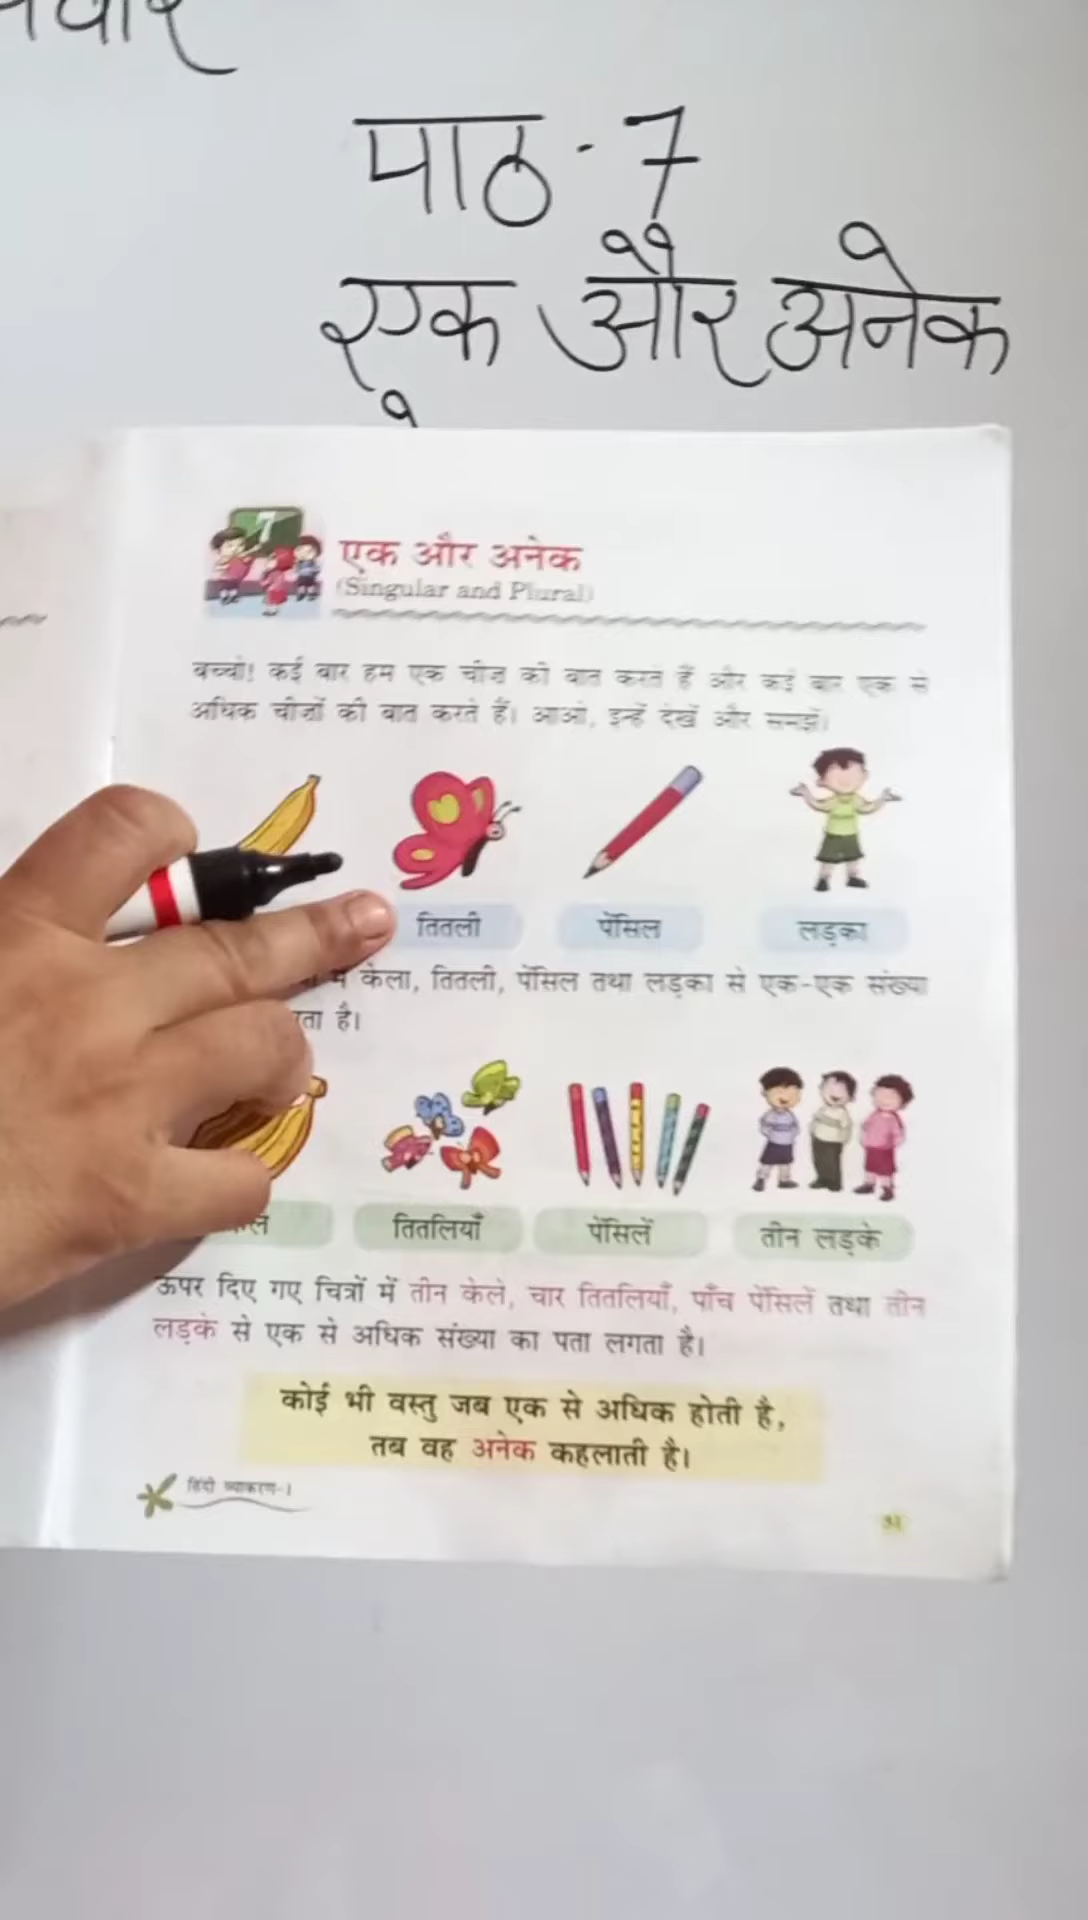 पाठ - 7
एक और अनेक
7
एक और अनेक
(Singular and Plural)
बच्चो! कई बार हम एक चीज़ की बात करते हैं और कई बार एक से
अधिक चीज़ों की बात करते हैं। आओ, इन्हें देखें और समझें।
तितली
पेंसिल
लड़का
में केला, तितली, पेंसिल तथा लड़का से एक-एक संख्या
है।
तितलियाँ
पेंसिलें
तीन लड़के
ऊपर दिए गए चित्रों में तीन केले, चार तितलियाँ, पाँच पेंसिलें तथा तीन
लड़के से एक से अधिक संख्या का पता लगता है।
कोई भी वस्तु जब एक से अधिक होती है,
तब वह अनेक कहलाती है।
हिंदी व्याकरण-1